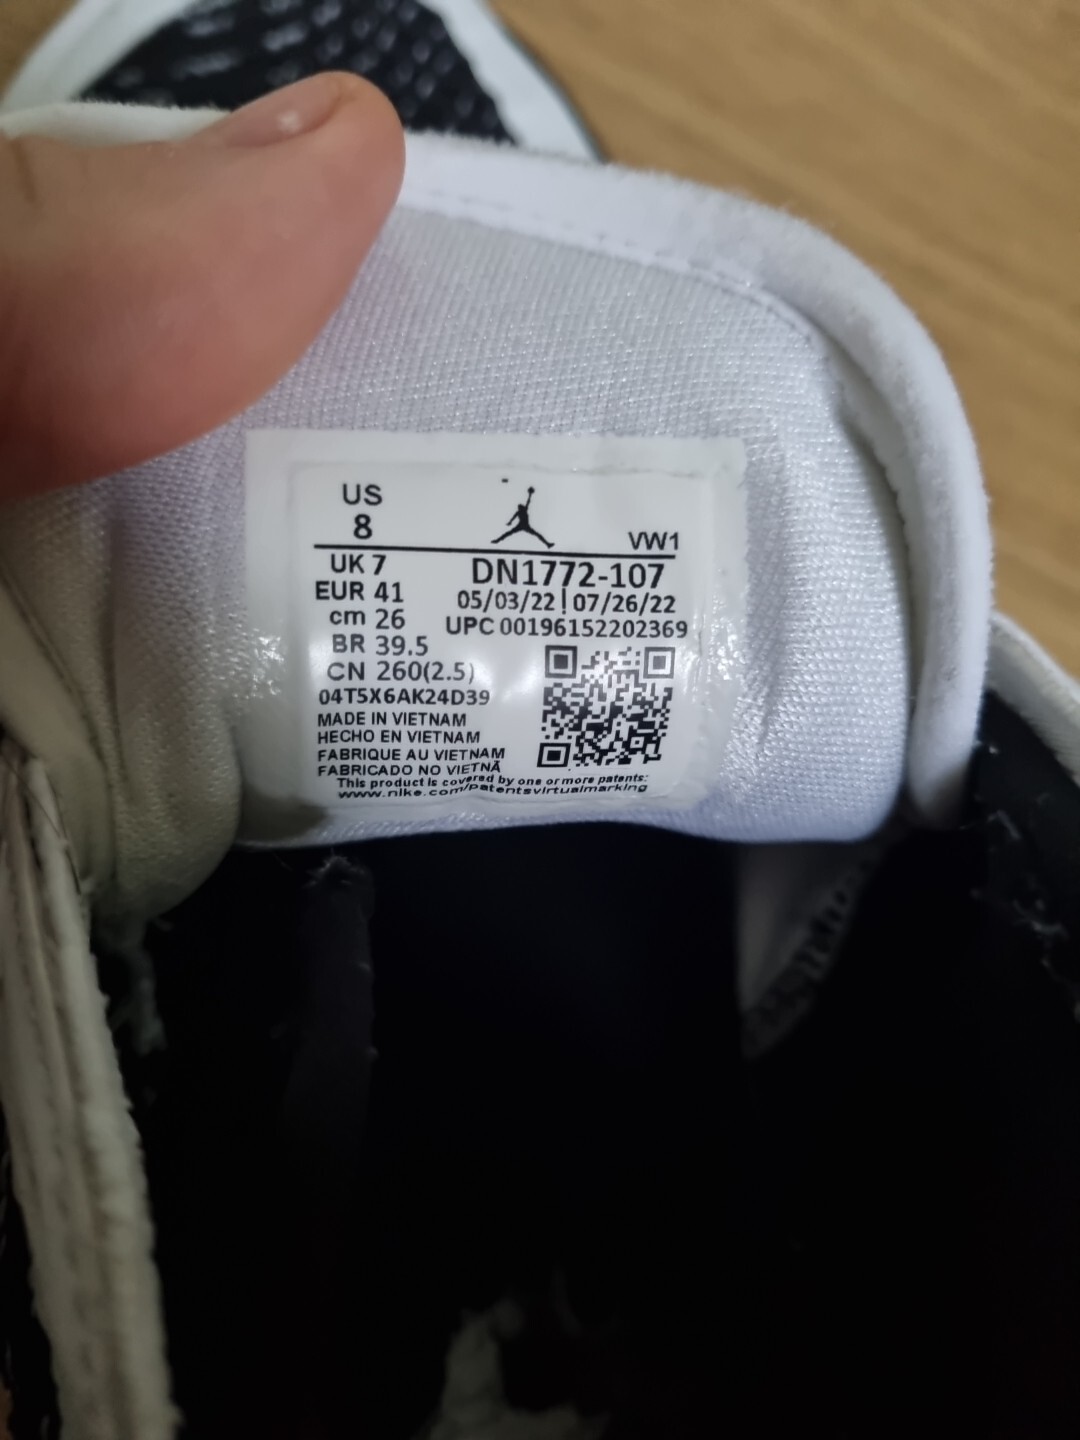 US
8
VW1
UK 7
DN1772-107
EUR 41
05/03/22 | 07/26/22
cm 26
UPC 00196152202369
BR 39.5
CN 260(2.5)
04T5X6AK24D39
MADE IN VIETNAM
HECHO EN VIETNAM
FABRIQUE AU VIETNAM
FABRICADO NO VIETNÃ
This product is covered by one or more patents:
www.nike.com/patentsvirtualmarking